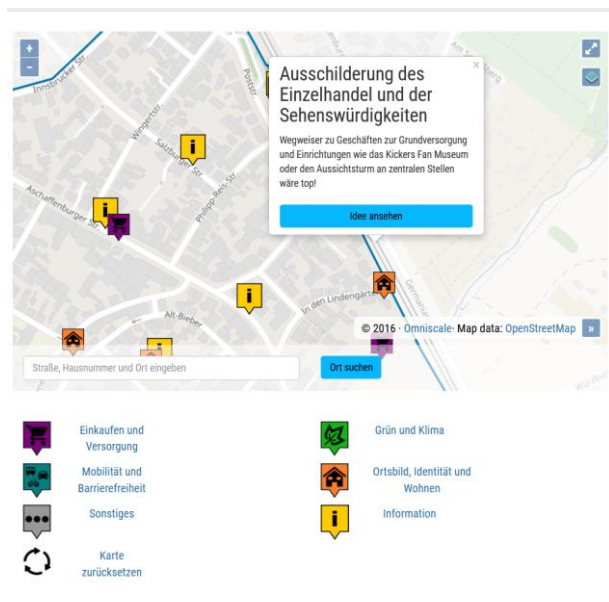 +
-
Innsbrucker Str.
Poststr.
Wingertstr.
Salzburger Str.
Philipp-Reis-Str.
Aschaffenburger Str.
Alt-Bieber
In den Lindengärten
Ausschilderung des
Einzelhandel und der
Sehenswürdigkeiten
×
Wegweiser zu Geschäften zur Grundversorgung
und Einrichtungen wie das Kickers Fan Museum
oder den Aussichtsturm an zentralen Stellen
wäre top!
Idee ansehen
© 2016 · Omniscale· Map data: OpenStreetMap »
Straße, Hausnummer und Ort eingeben
Ort suchen
Einkaufen und
Versorgung
Grün und Klima
Mobilität und
Barrierefreiheit
Ortsbild, Identität und
Wohnen
Sonstiges
Information
Karte
zurücksetzen